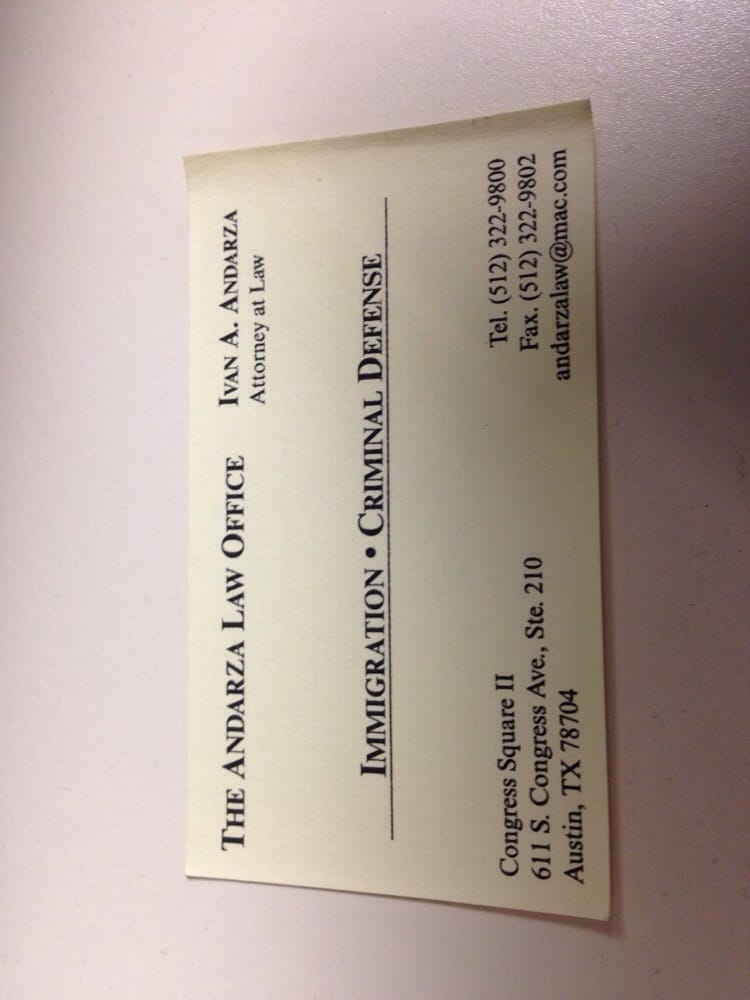 THE ANDARZA LAW OFFICE
IVAN A. ANDARZA
Attorney at Law
IMMIGRATION • CRIMINAL DEFENSE
Congress Square II
611 S. Congress Ave., Ste. 210
Austin, TX 78704
Tel. (512) 322-9800
Fax. (512) 322-9802
andarzalaw@mac.com